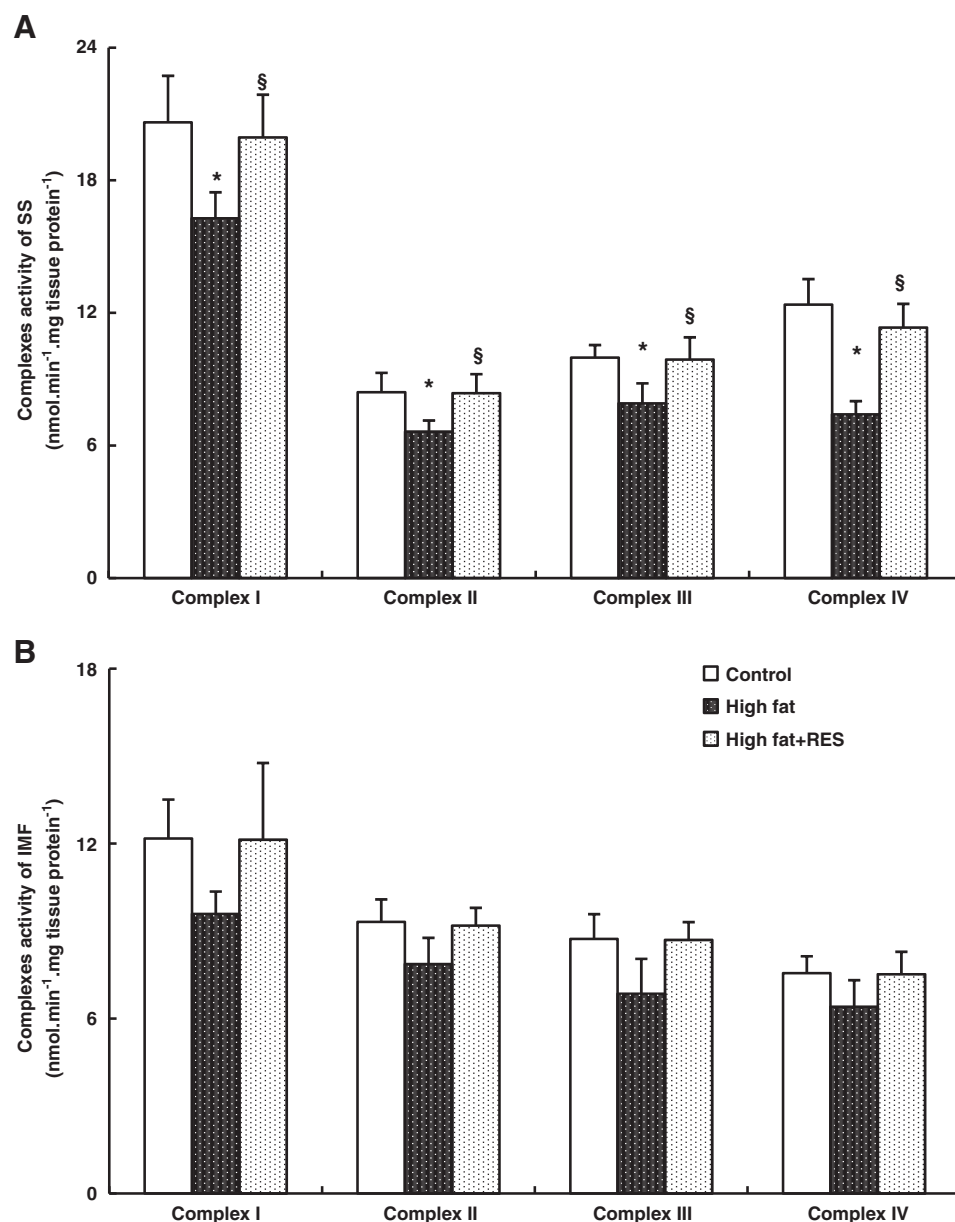 A
24
18
12
6
0
Complexes activity of SS
(nmol.min⁻¹.mg tissue protein⁻¹)
* §
* §
* §
* §
Complex I Complex II Complex III Complex IV
B
18
12
6
0
Complexes activity of IMF
(nmol.min⁻¹.mg tissue protein⁻¹)
Control
High fat
High fat+RES
Complex I Complex II Complex III Complex IV